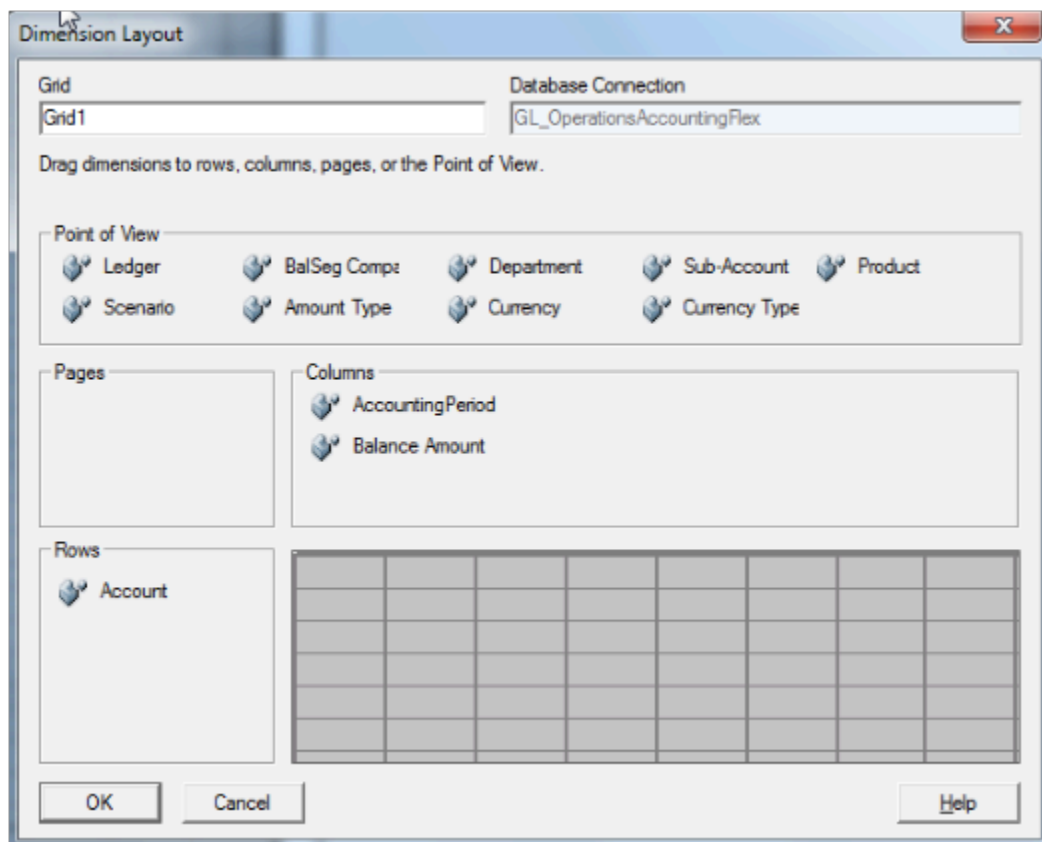 Dimension Layout
Grid
Database Connection
Grid1
GL_OperationsAccountingFlex
Drag dimensions to rows, columns, pages, or the Point of View.
Point of View
Ledger
BalSeg Compa
Department
Sub-Account
Product
Scenario
Amount Type
Currency
Currency Type
Pages
Columns
AccountingPeriod
Balance Amount
Rows
Account
OK
Cancel
Help